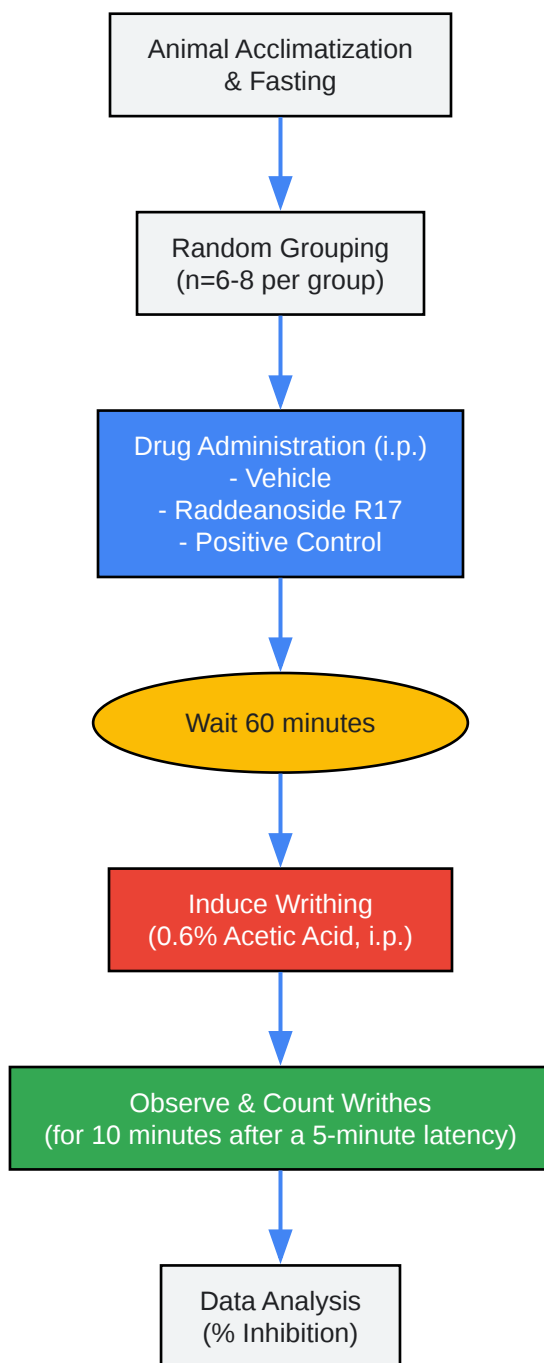 Animal Acclimatization
& Fasting
Random Grouping
(n=6-8 per group)
Drug Administration (i.p.)
- Vehicle
- Raddeanoside R17
- Positive Control
Wait 60 minutes
Induce Writhing
(0.6% Acetic Acid, i.p.)
Observe & Count Writhes
(for 10 minutes after a 5-minute latency)
Data Analysis
(% Inhibition)